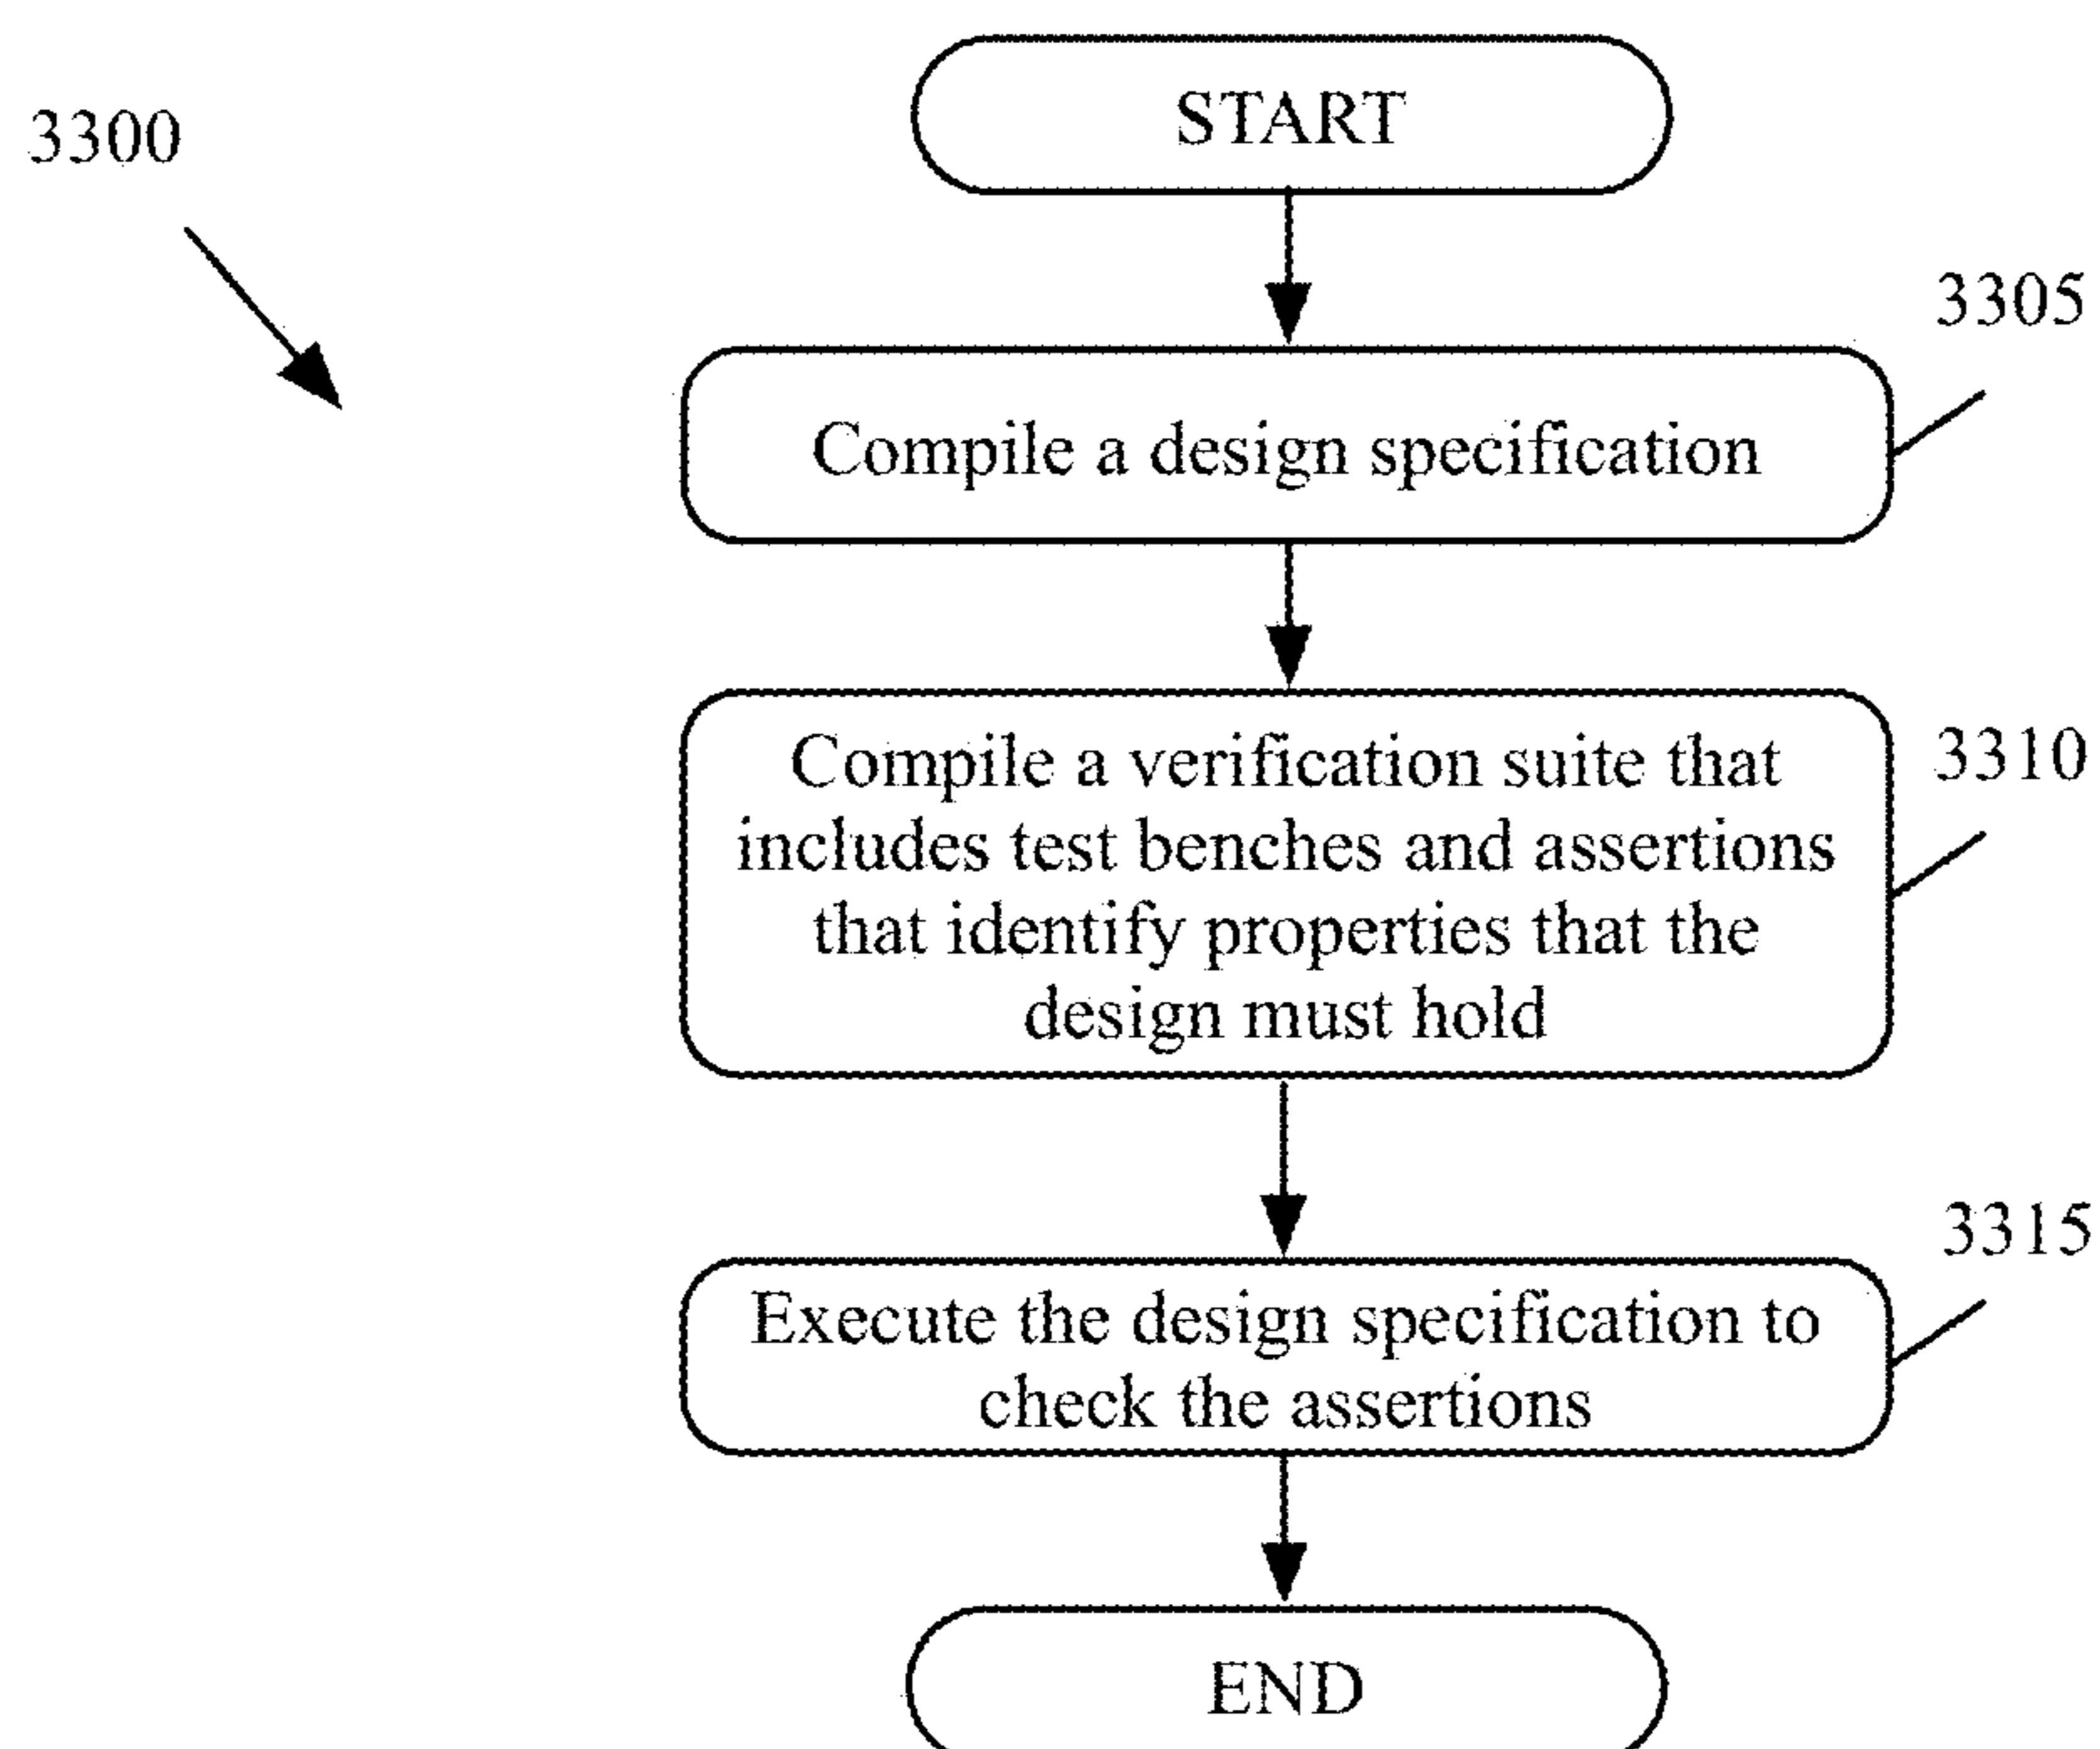 3300
START
3305
Compile a design specification
3310
Compile a verification suite that
includes test benches and assertions
that identify properties that the
design must hold
3315
Execute the design specification to
check the assertions
END